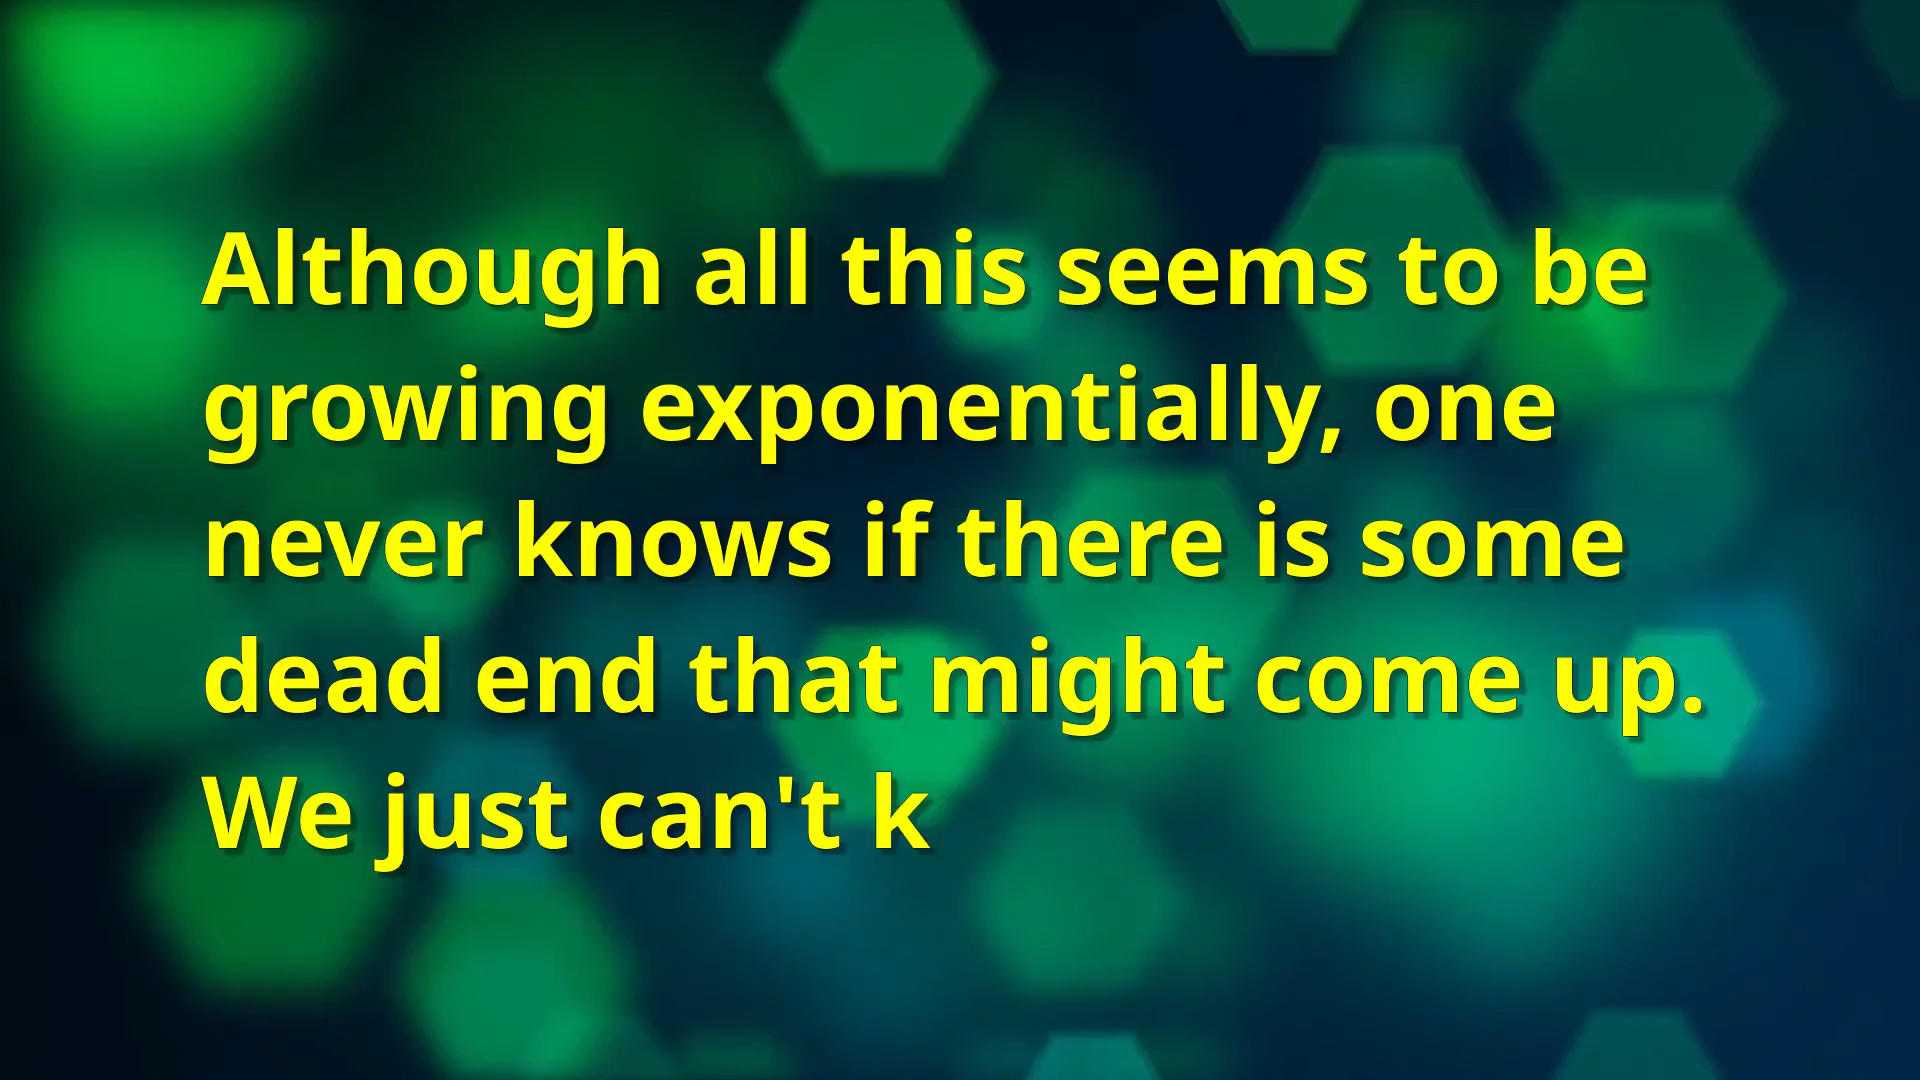 Although all this seems to be
growing exponentially, one
never knows if there is some
dead end that might come up.
We just can't k